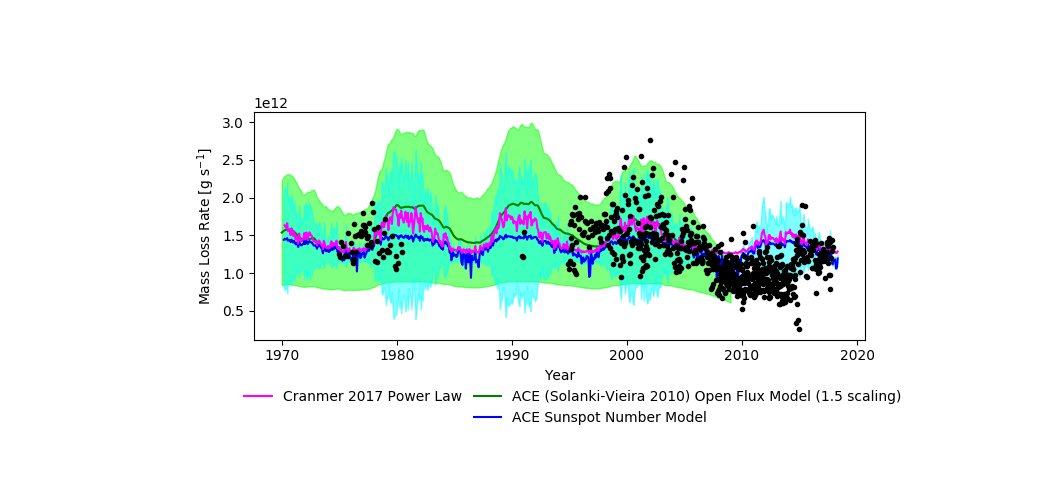 1e12
Mass Loss Rate [g s⁻¹]
3.0
2.5
2.0
1.5
1.0
0.5
1970 1980 1990 2000 2010 2020
Year
Cranmer 2017 Power Law
ACE (Solanki-Vieira 2010) Open Flux Model (1.5 scaling)
ACE Sunspot Number Model